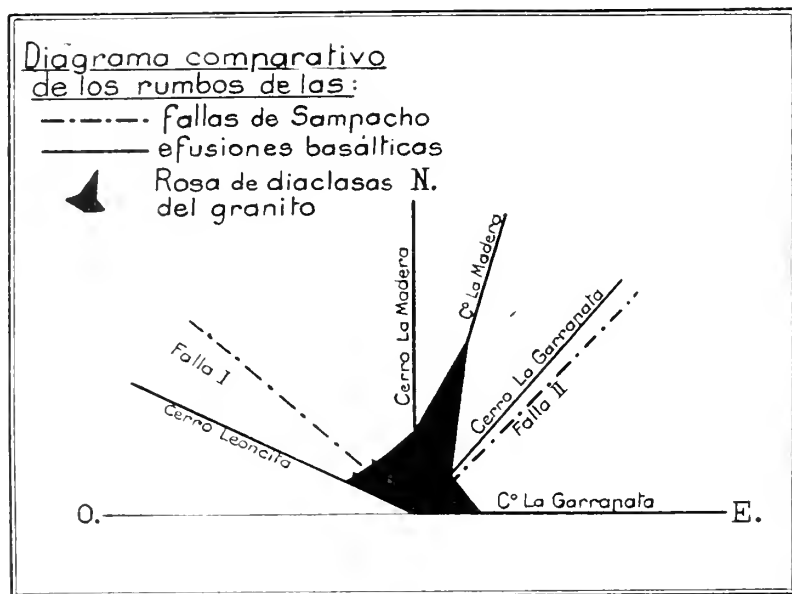 Diagrama comparativo
de los rumbos de las:
fallas de Sampacho
efusiones basálticas
Rosa de diaclasas
del granito
N.
Cerro La Madera
Cº La Madera
Cerro La Garrapata
Falla II
Falla I
Cerro Leoncita
O.
Cº La Garrapata
E.